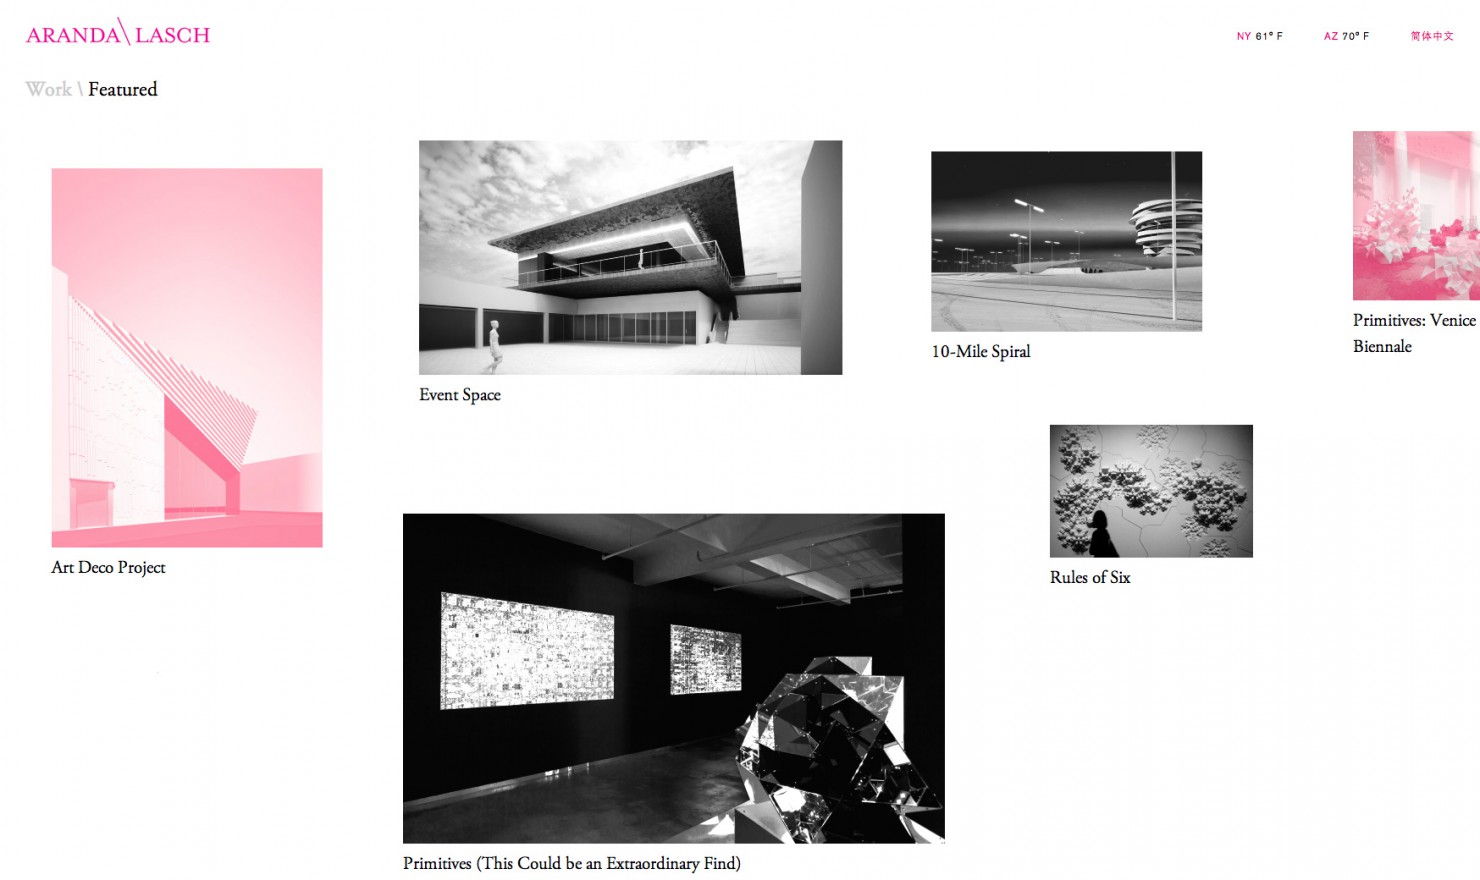 ARANDA\LASCH
NY 61° F
AZ 70° F
简体中文
Work \ Featured
Art Deco Project
Event Space
10-Mile Spiral
Primitives: Venice
Biennale
Rules of Six
Primitives (This Could be an Extraordinary Find)